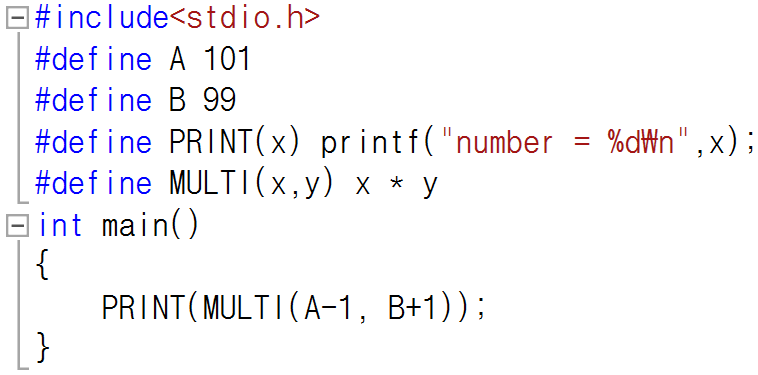 #include<stdio.h>
#define A 101
#define B 99
#define PRINT(x) printf("number = %d₩n",x);
#define MULTI(x,y) x * y
int main()
{
    PRINT(MULTI(A-1, B+1));
}